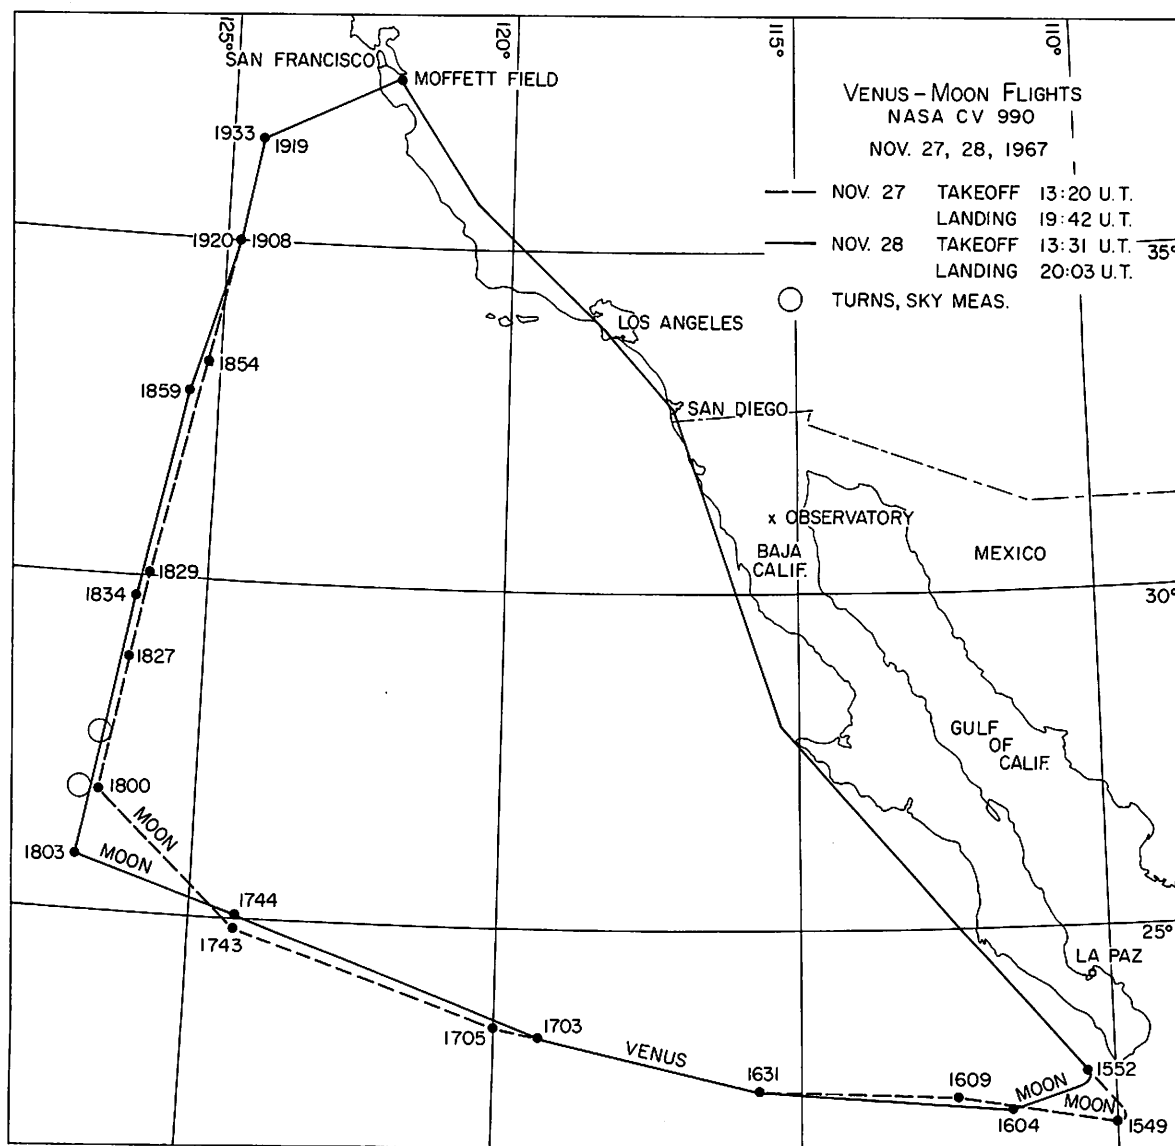 125°
120°
115°
110°
SAN FRANCISCO
MOFFETT FIELD
VENUS – MOON FLIGHTS
NASA CV 990
NOV. 27, 28, 1967
NOV. 27 TAKEOFF 13:20 U.T.
LANDING 19:42 U.T.
NOV. 28 TAKEOFF 13:31 U.T.
LANDING 20:03 U.T.
TURNS, SKY MEAS.
1933
1919
1920
1908
35°
LOS ANGELES
1854
1859
SAN DIEGO
x OBSERVATORY
BAJA
CALIF.
MEXICO
1829
1834
30°
1827
GULF
OF
CALIF.
1800
MOON
1803
MOON
1744
1743
25°
LA PAZ
1705
1703
VENUS
1631
1609
1552
MOON
MOON
1604
1549